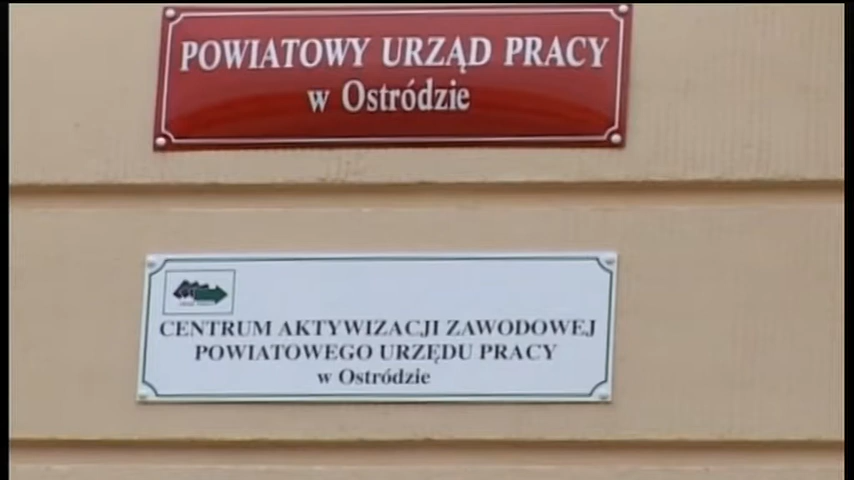 POWIATOWY URZĄD PRACY
w Ostródzie
CENTRUM AKTYWIZACJI ZAWODOWEJ
POWIATOWEGO URZĘDU PRACY
w Ostródzie